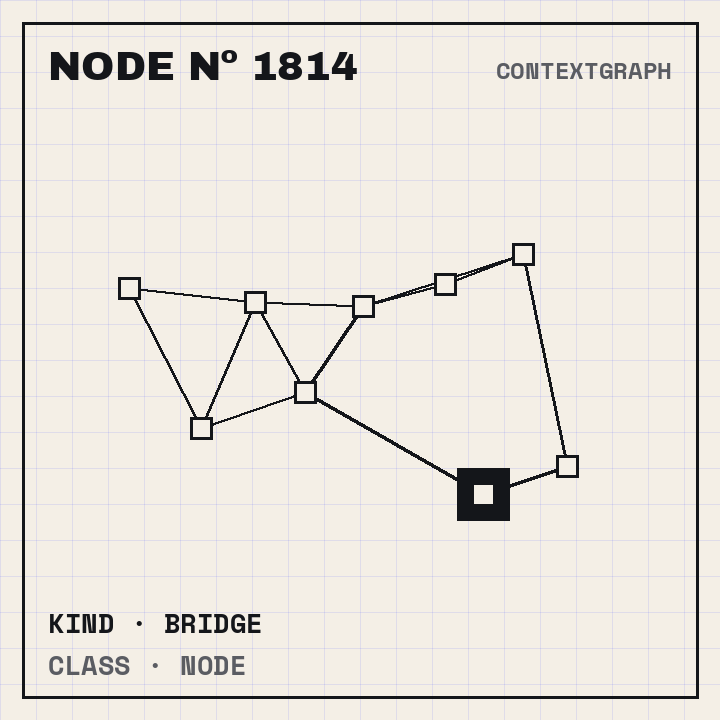 NODE Nº 1814
CONTEXTGRAPH
KIND · BRIDGE
CLASS · NODE